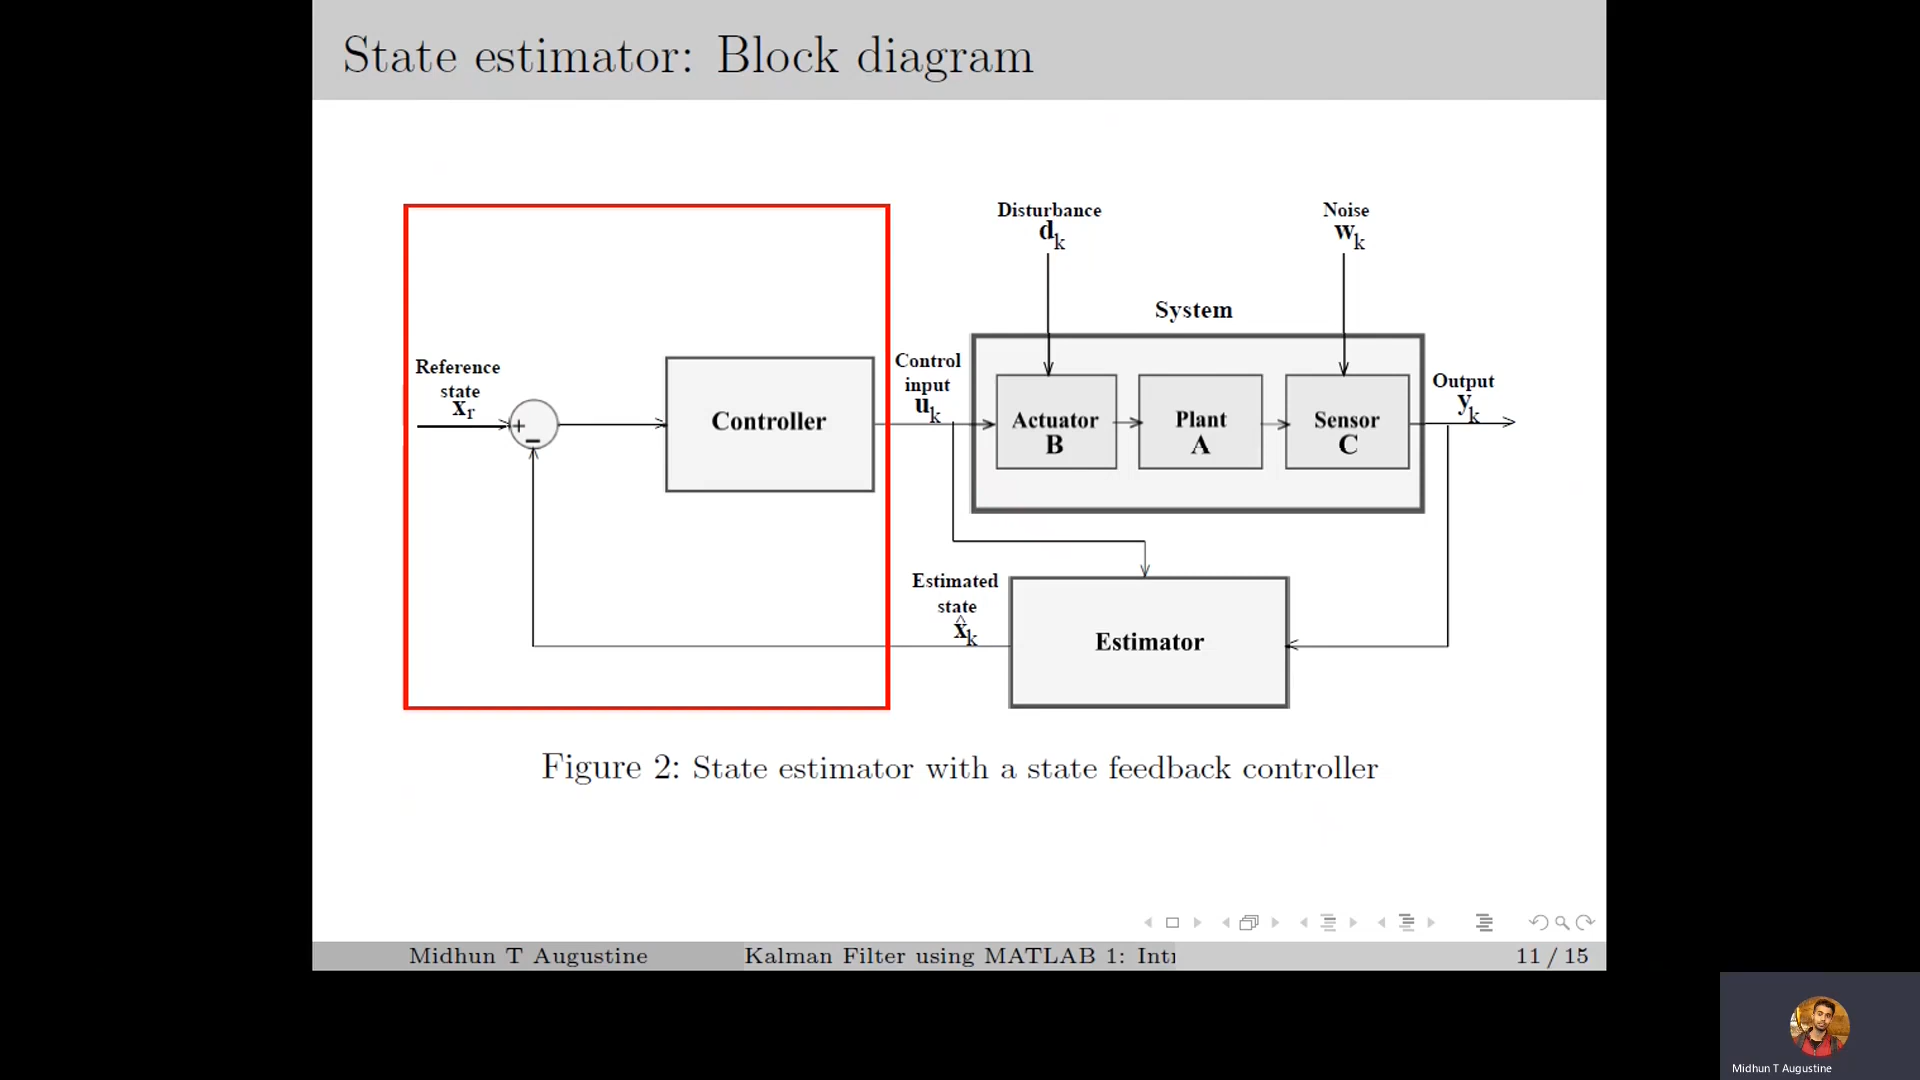 State estimator: Block diagram
Disturbance
d_k
Noise
w_k
System
Reference
state
x_r
+
−
Controller
Control
input
u_k
Actuator
B
Plant
A
Sensor
C
Output
y_k
Estimated
state
x̂_k
Estimator
Figure 2: State estimator with a state feedback controller
Midhun T Augustine
Kalman Filter using MATLAB 1: Intr
11 / 15
Midhun T Augustine